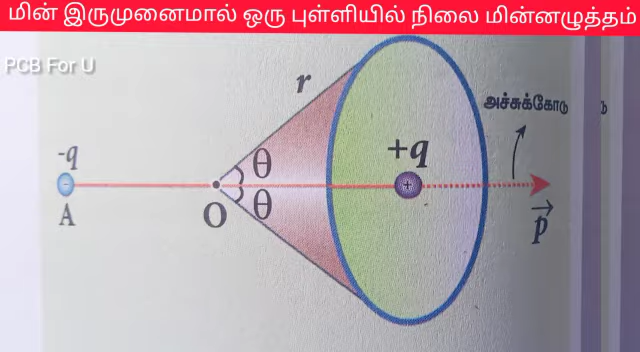 மின் இருமுனைமால் ஒரு புள்ளியில் நிலை மின்னழுத்தம்
PCB For U
r
அச்சுக்கோடு
-q
θ
+q
θ
A
O
p